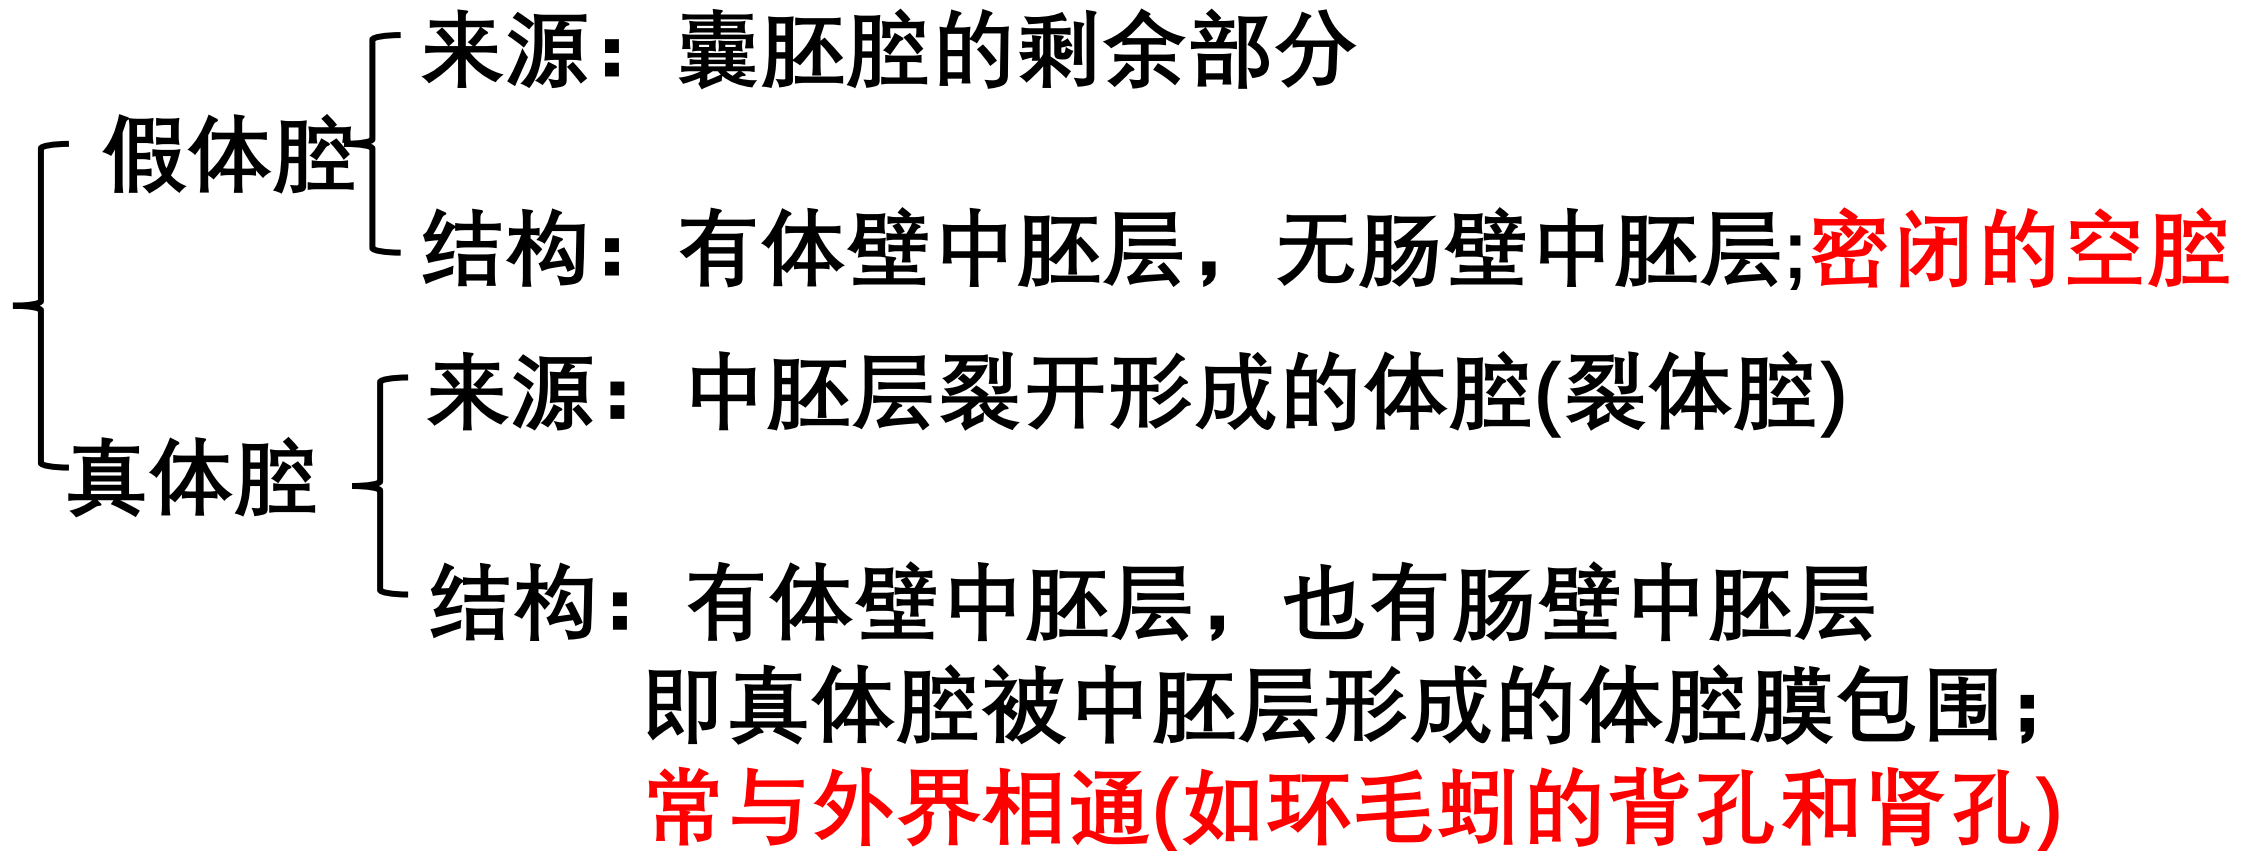 假体腔
来源：囊胚腔的剩余部分
结构：有体壁中胚层，无肠壁中胚层;密闭的空腔
真体腔
来源：中胚层裂开形成的体腔(裂体腔)
结构：有体壁中胚层，也有肠壁中胚层
即真体腔被中胚层形成的体腔膜包围；
常与外界相通(如环毛蚓的背孔和肾孔)